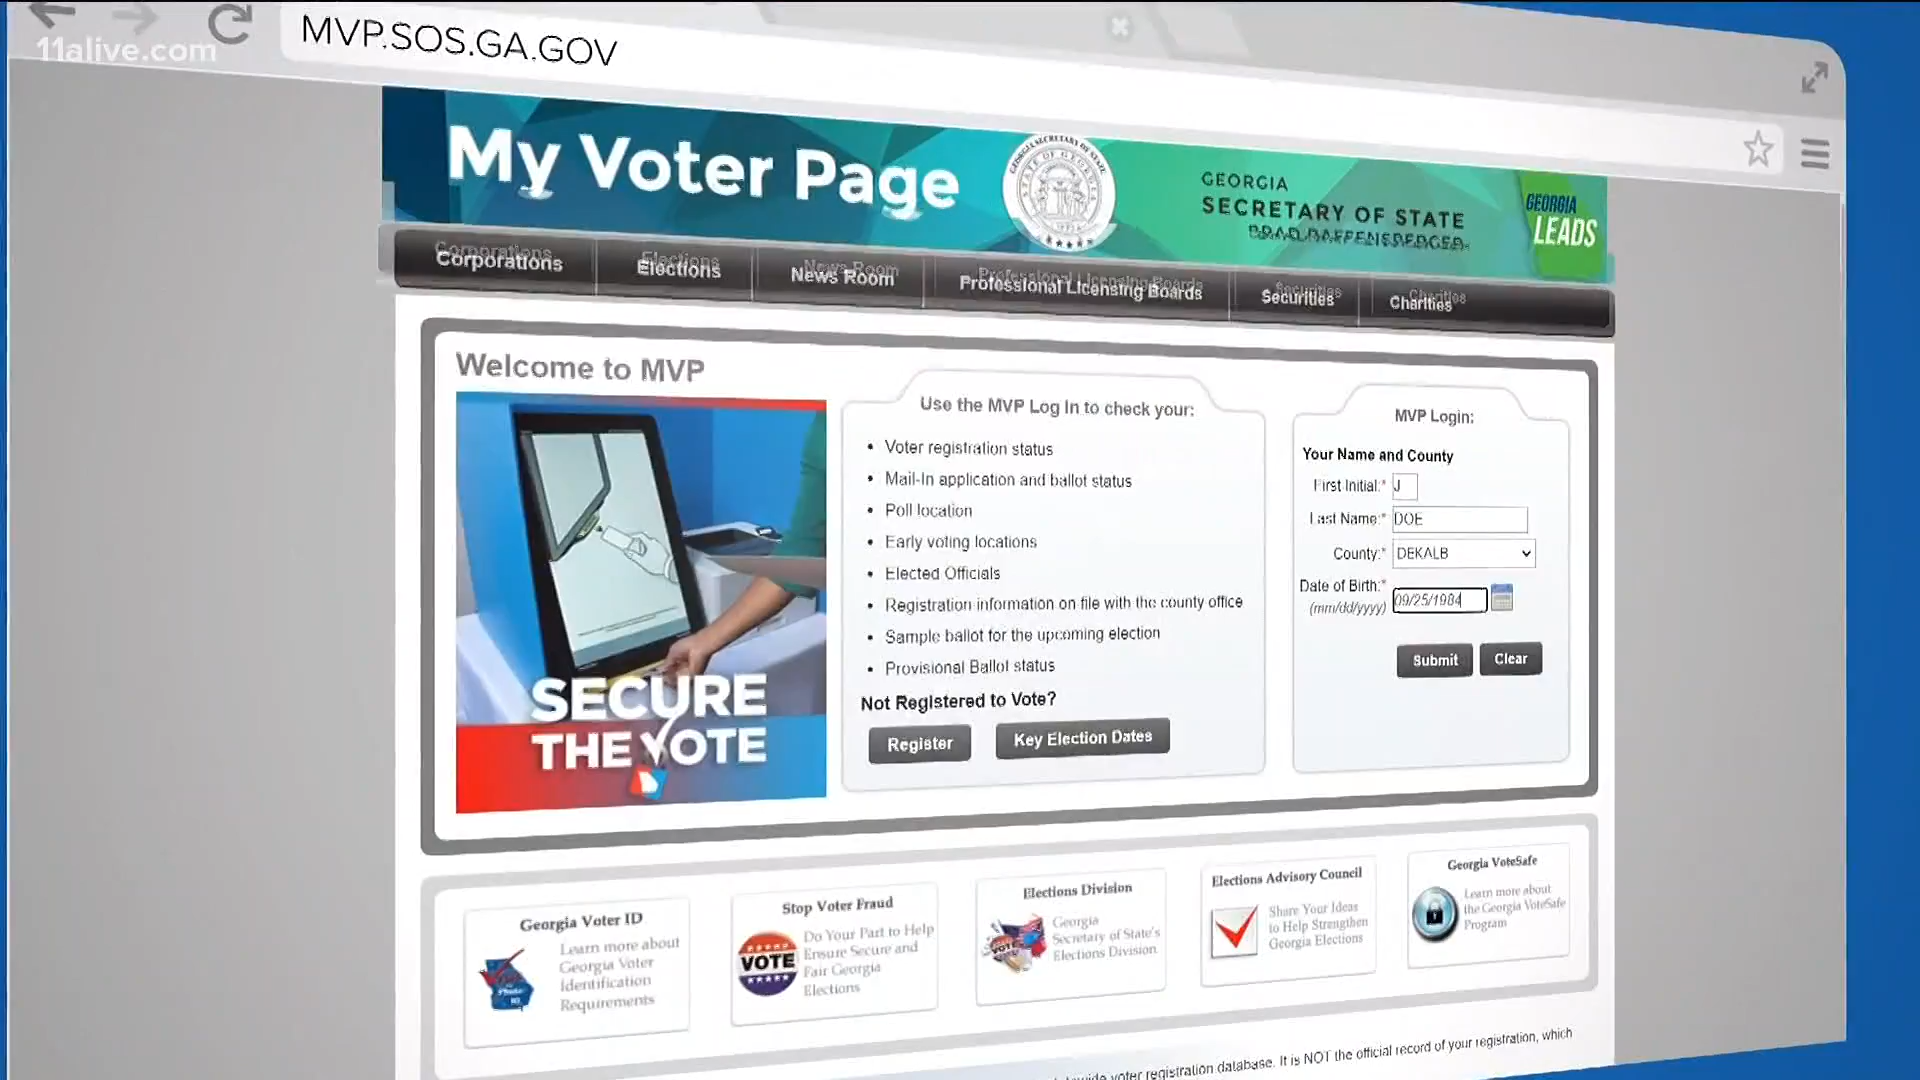 11alive.com
MVP.SOS.GA.GOV
My Voter Page
GEORGIA
SECRETARY OF STATE
BRAD RAFFENSPERGER
GEORGIA
LEADS
Corporations
Elections
News Room
Professional Licensing Boards
Securities
Charities
Welcome to MVP
SECURE
THE VOTE
Use the MVP Log In to check your:
• Voter registration status
• Mail-In application and ballot status
• Poll location
• Early voting locations
• Elected Officials
• Registration information on file with the county office
• Sample ballot for the upcoming election
• Provisional Ballot status
Not Registered to Vote?
Register
Key Election Dates
MVP Login:
Your Name and County
First Initial:* J
Last Name:* DOE
County:* DEKALB
Date of Birth:* 09/25/1984
(mm/dd/yyyy)
Submit
Clear
Georgia Voter ID
Learn more about
Georgia Voter
Identification
Requirements
Stop Voter Fraud
VOTE
Do Your Part to Help
Ensure Secure and
Fair Georgia
Elections
Elections Division
VOTE
Georgia
Secretary of State's
Elections Division
Elections Advisory Council
Share Your Ideas
to Help Strengthen
Georgia Elections
Georgia VoteSafe
Learn more about
the Georgia VoteSafe
Program
voter registration database. It is NOT the official record of your registration, which